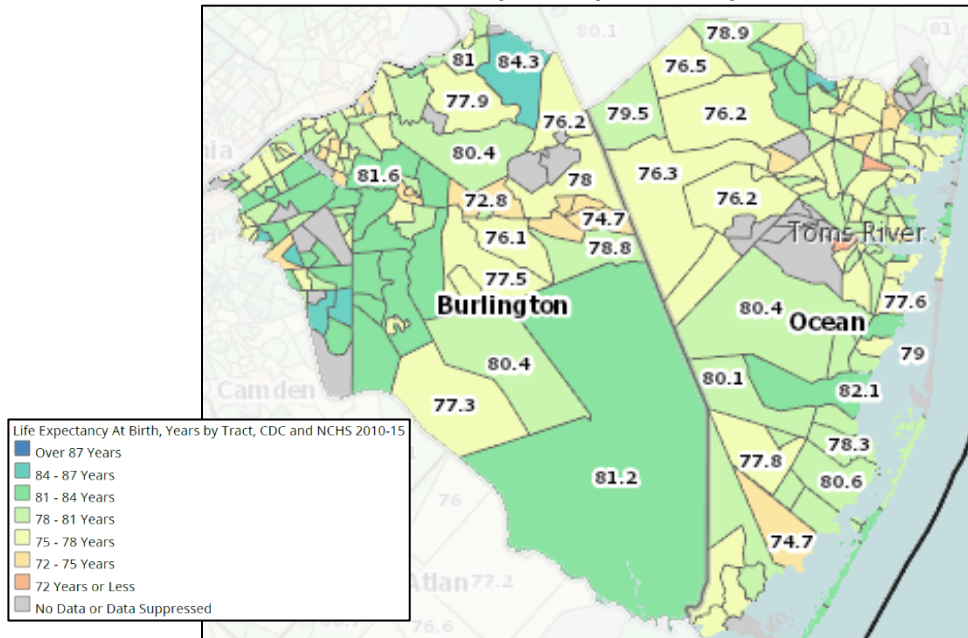 80.1
78.9
81
81
84.3
76.5
77.9
79.5
76.2
76.2
80.4
81.6
76.3
78
72.8
76.2
74.7
Toms River
76.1
78.8
77.5
Burlington
77.6
80.4
Ocean
79
80.4
80.1
Camden
82.1
77.3
78.3
77.8
80.6
81.2
76
74.7
Atlan
77.2
76.6
Life Expectancy At Birth, Years by Tract, CDC and NCHS 2010-15
Over 87 Years
84 - 87 Years
81 - 84 Years
78 - 81 Years
75 - 78 Years
72 - 75 Years
72 Years or Less
No Data or Data Suppressed